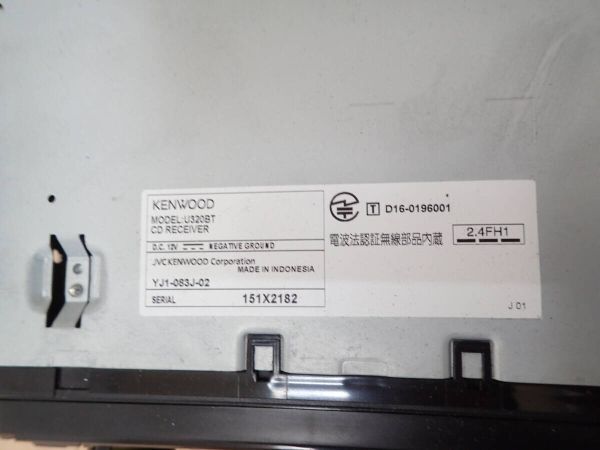 KENWOOD
MODEL:U320BT
CD RECEIVER
D.C. 12V NEGATIVE GROUND
JVCKENWOOD Corporation
MADE IN INDONESIA
YJ1-083J-02
SERIAL 151X2182
T D16-0196001
電波法認証無線部品内蔵 2.4FH1
J 01